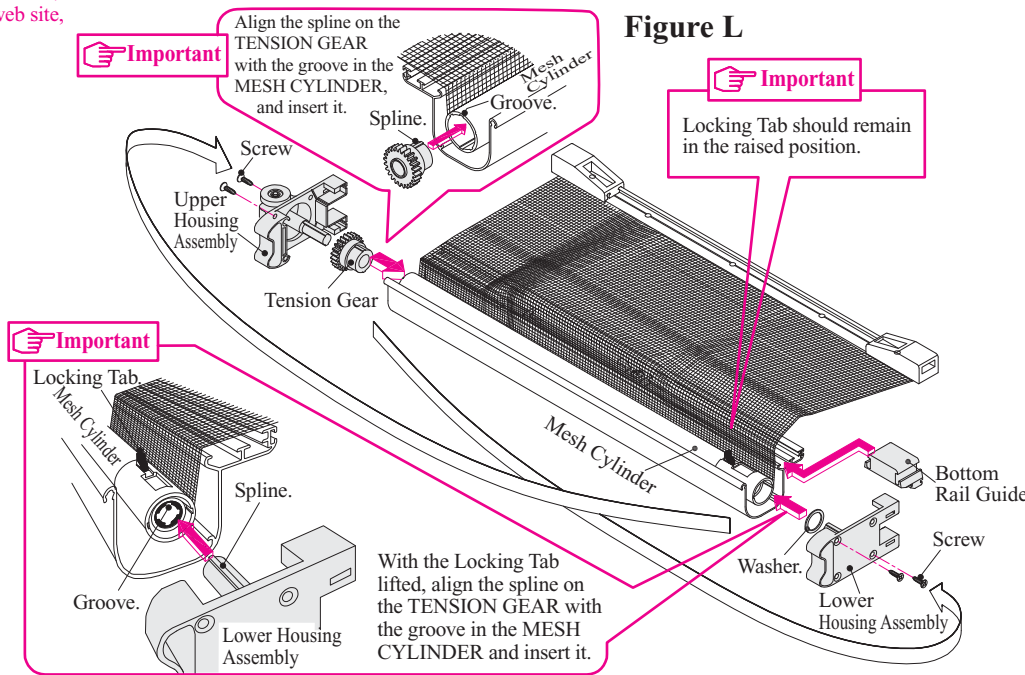 web site,
Figure L
Important
Align the spline on the
TENSION GEAR
with the groove in the
MESH CYLINDER,
and insert it.
Mesh
Cylinder
Groove.
Spline.
Important
Locking Tab should remain
in the raised position.
Screw
Upper
Housing
Assembly
Tension Gear
Important
Locking Tab.
Mesh Cylinder
Spline.
Groove.
Lower Housing
Assembly
With the Locking Tab
lifted, align the spline on
the TENSION GEAR with
the groove in the MESH
CYLINDER and insert it.
Mesh Cylinder
Bottom
Rail Guide
Washer.
Screw
Lower
Housing Assembly